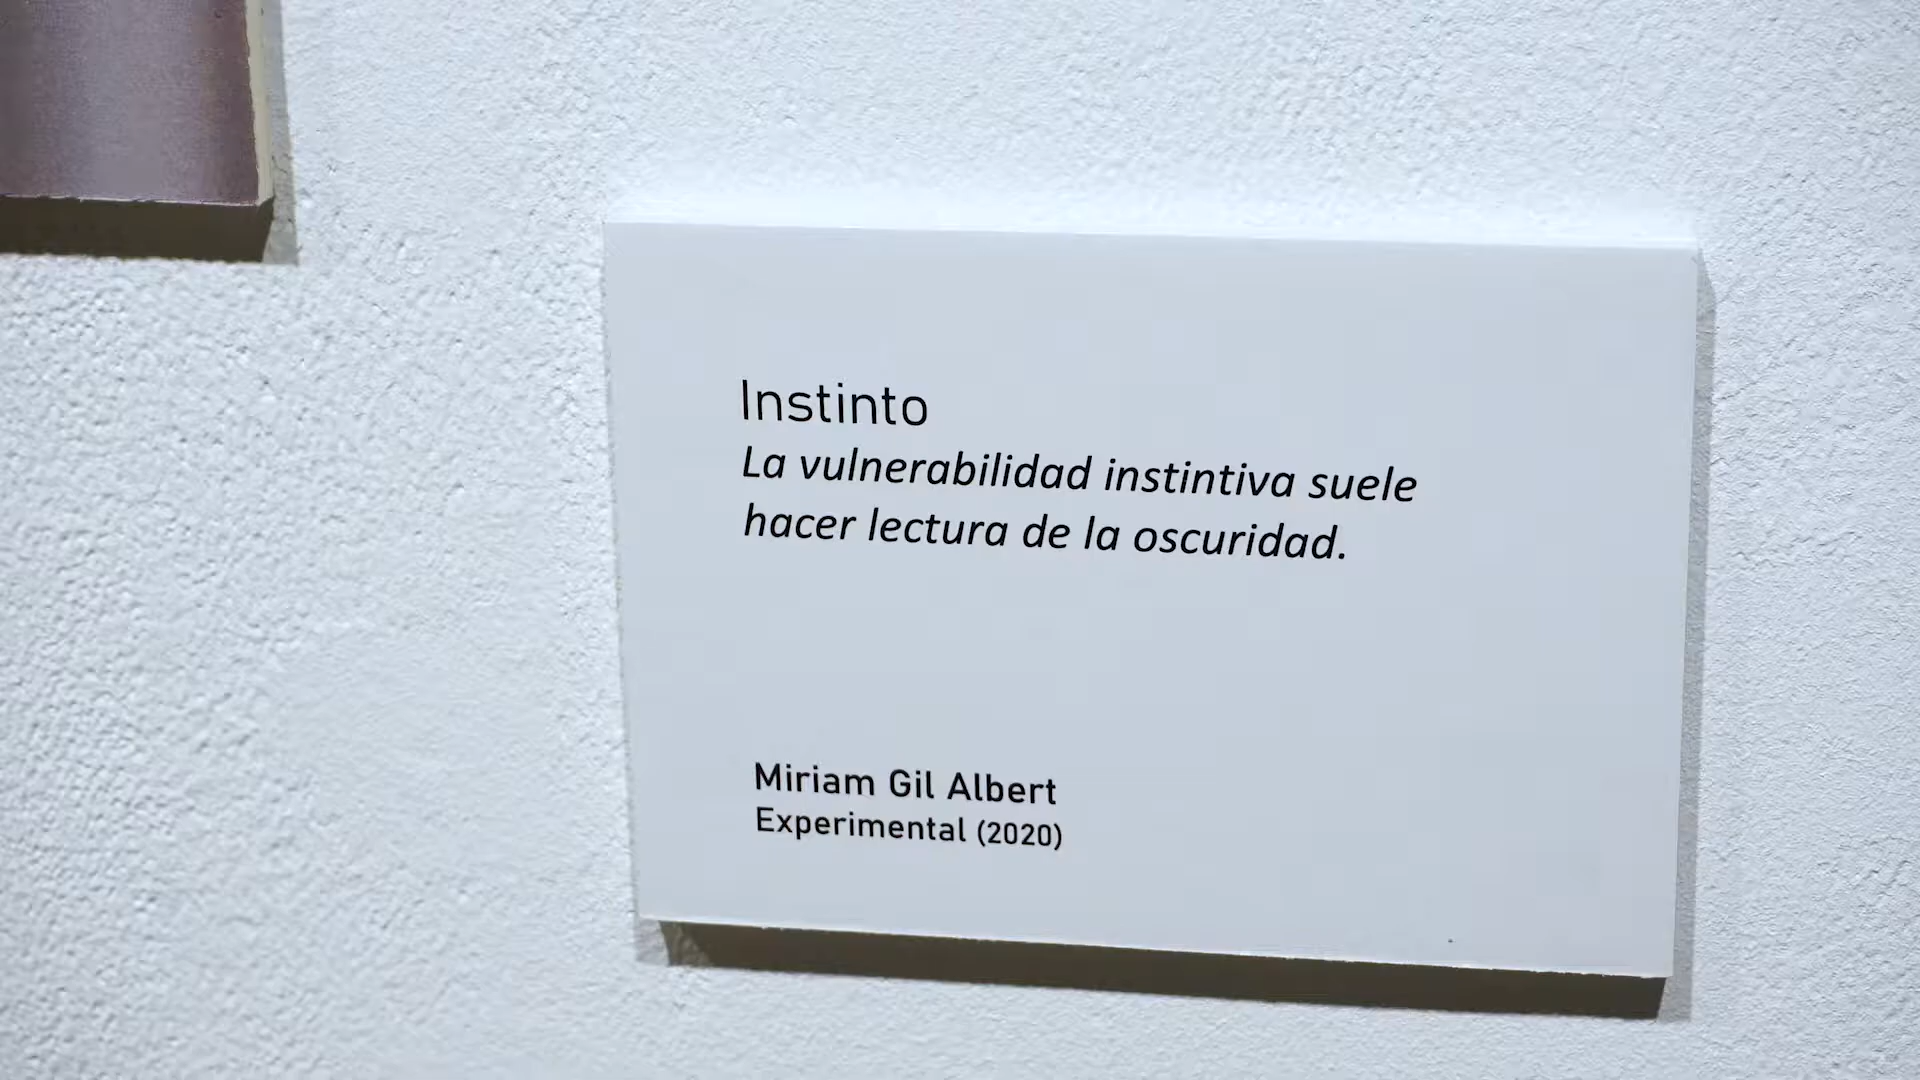 Instinto
La vulnerabilidad instintiva suele
hacer lectura de la oscuridad.
Miriam Gil Albert
Experimental (2020)